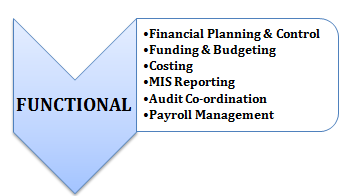 FUNCTIONAL
•Financial Planning & Control
•Funding & Budgeting
•Costing
•MIS Reporting
•Audit Co-ordination
•Payroll Management